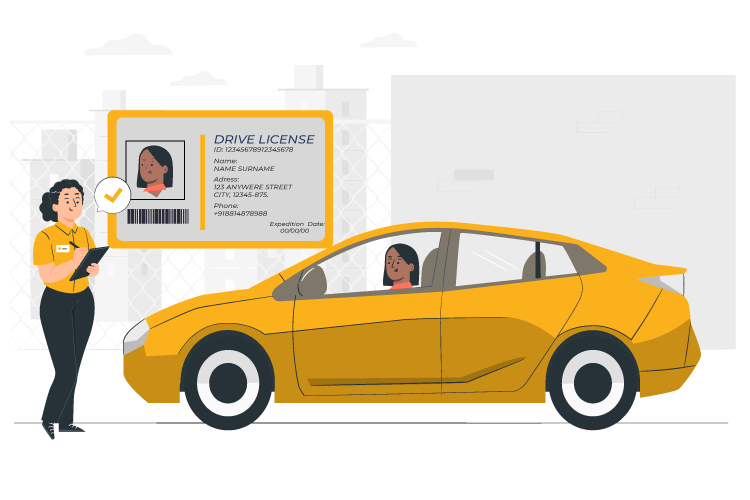 DRIVE LICENSE
ID: 12345678912345678
Name:
NAME SURNAME
Adress:
123 ANYWERE STREET
CITY, 12345-875.
Phone:
+918814878988
Expedition Date:
00/00/00